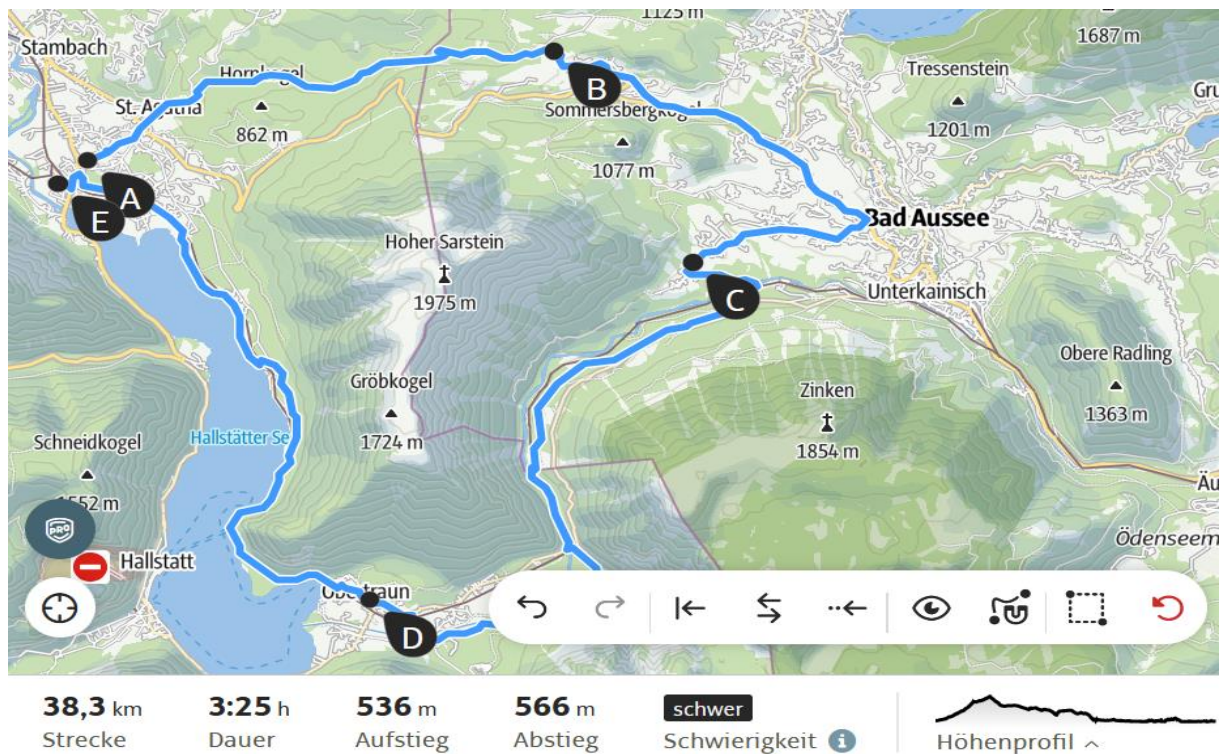 1125 m
1687 m
Stambach
Hornkogel
St. Agatha
862 m
B
Sommersbergkogel
1077 m
Tressenstein
1201 m
Gru
A
E
Hoher Sarstein
1975 m
Bad Aussee
C
Unterkainisch
Obere Radling
1363 m
Gröbkogel
1724 m
Zinken
1854 m
Hallstätter Se
Schneidkogel
1552 m
PRO
Hallstatt
Äu
Ödenseem
Obertraun
D
38,3 km
Strecke
3:25 h
Dauer
536 m
Aufstieg
566 m
Abstieg
schwer
Schwierigkeit i
Höhenprofil